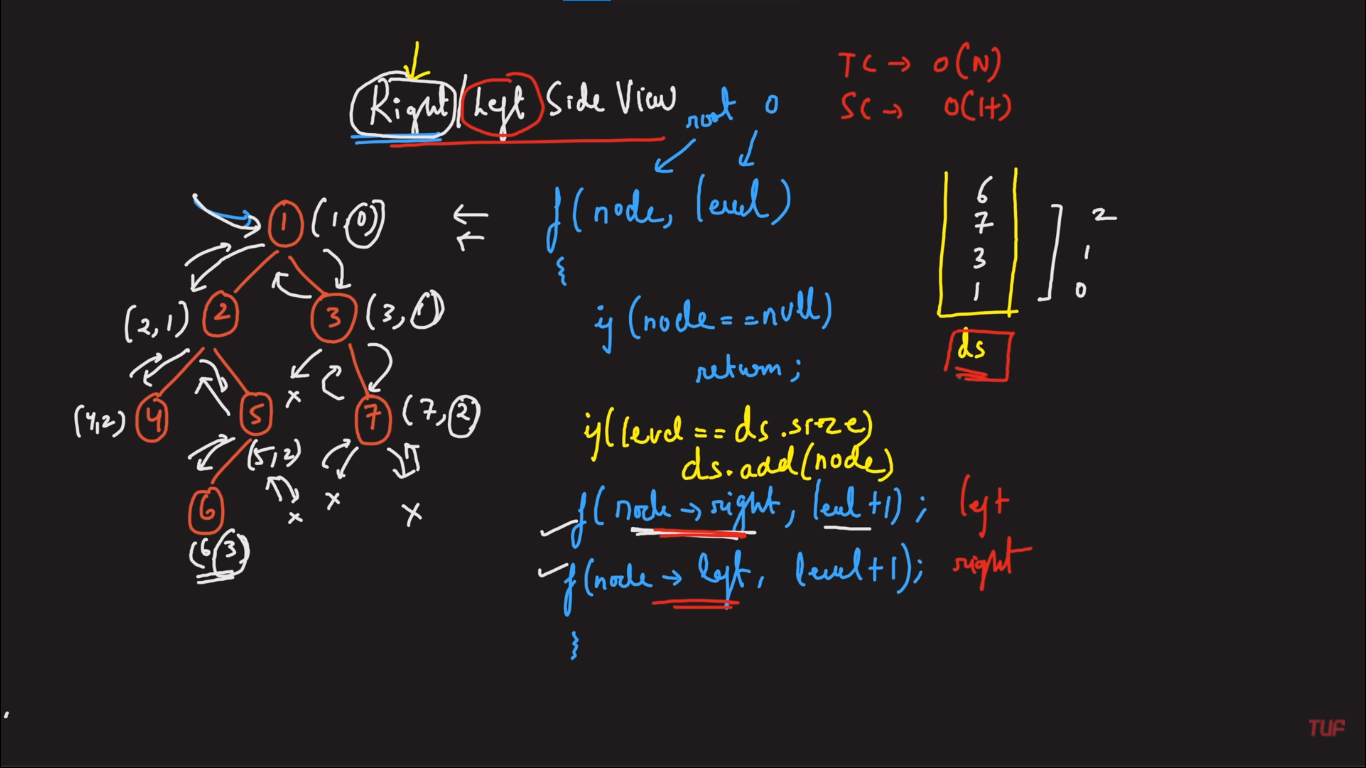 Right/Left Side View
TC → O(N)
SC → O(H)
root 0
f(node, level)
{
if (node==null)
return;
if(level == ds.size)
ds.add(node)
f(node→right, level+1); left
f(node→left, level+1); right
}
1 (1,0)
(2,1) 2 3 (3,1)
(4,2) 4 5 7 (7,2)
(5,2)
x
x x
x
6
(6 3)
6
7 2
3 1
1 0
ds
TUF